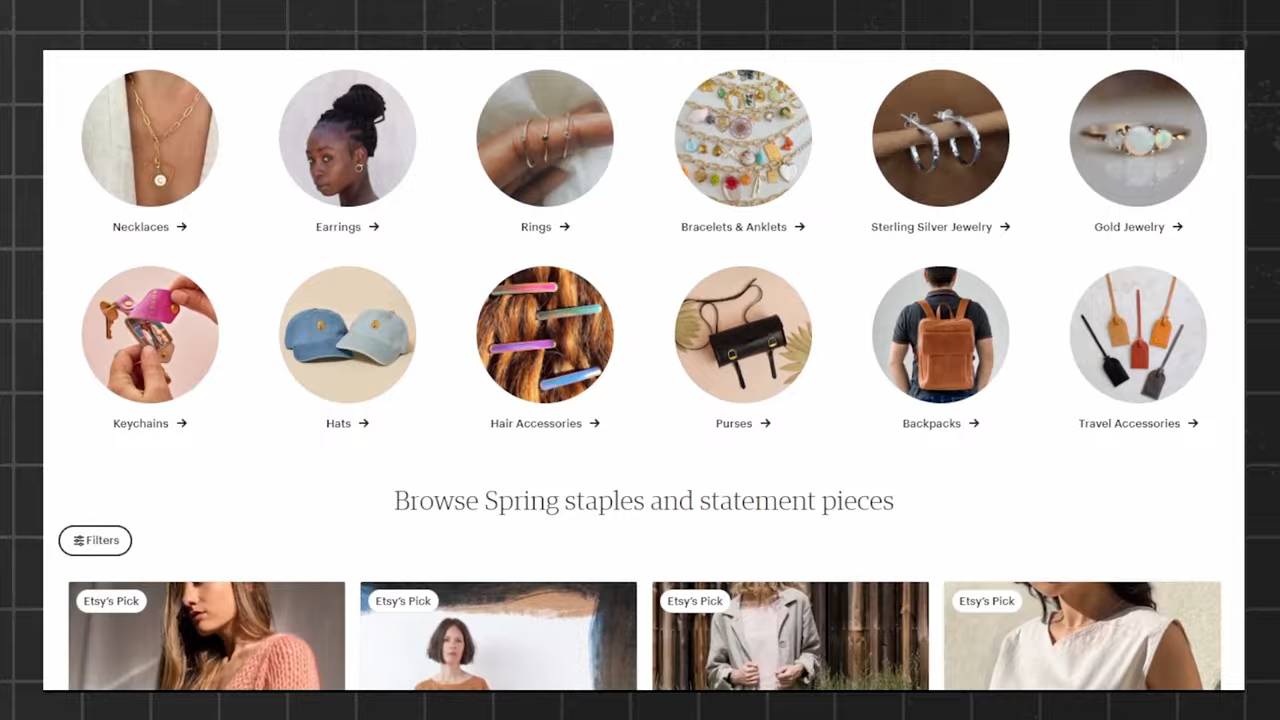 Necklaces →
Earrings →
Rings →
Bracelets & Anklets →
Sterling Silver Jewelry →
Gold Jewelry →
Keychains →
Hats →
Hair Accessories →
Purses →
Backpacks →
Travel Accessories →
Browse Spring staples and statement pieces
Filters
Etsy's Pick
Etsy's Pick
Etsy's Pick
Etsy's Pick